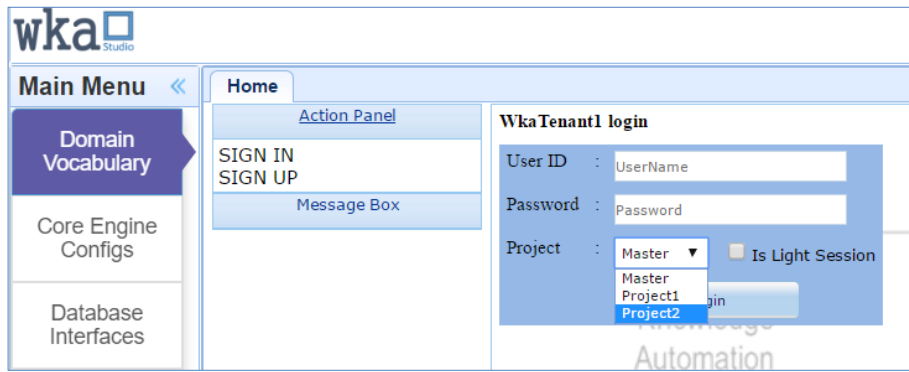 wka
Studio
Main Menu «
Domain
Vocabulary
Core Engine
Configs
Database
Interfaces
Home
Action Panel
SIGN IN
SIGN UP
Message Box
WkaTenant1 login
User ID : UserName
Password : Password
Project : Master ▼ Is Light Session
Master
Project1
Project2
Automation